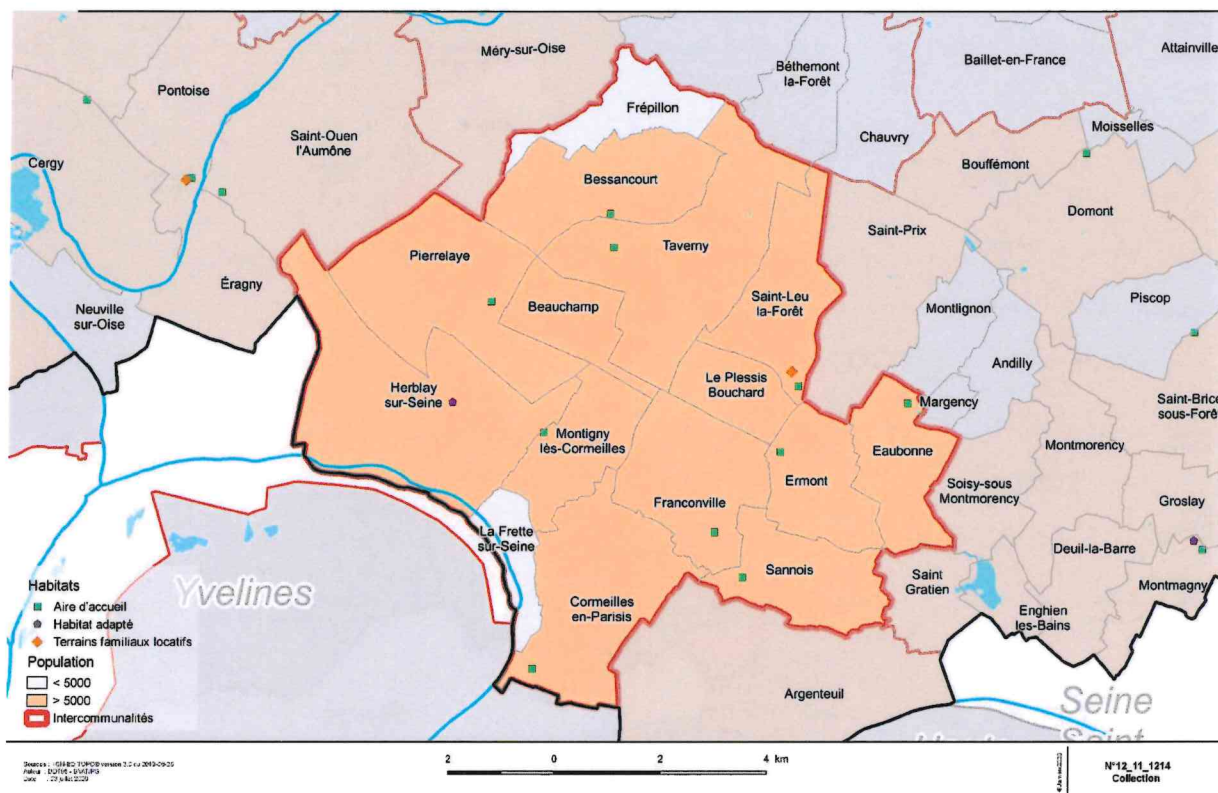 Méry-sur-Oise
Attainville
Baillet-en-France
Béthemont
la-Forêt
Pontoise
Frépillon
Moisselles
Saint-Ouen
l'Aumône
Chauvry
Bouffémont
Cergy
Bessancourt
Domont
Saint-Prix
Taverny
Pierrelaye
Éragny
Saint-Leu
la-Forêt
Piscop
Neuville
sur-Oise
Beauchamp
Montlignon
Andilly
Le Plessis
Bouchard
Herblay
sur-Seine
Margency
Saint-Brice
sous-Forêt
Montigny
lès-Cormeilles
Montmorency
Eaubonne
Ermont
Soisy-sous
Montmorency
Franconville
Groslay
La Frette
sur-Seine
Deuil-la-Barre
Sannois
Saint
Gratien
Montmagny
Cormeilles
en-Parisis
Enghien
les-Bains
Yvelines
Argenteuil
Seine
Saint
Habitats
Aire d'accueil
Habitat adapté
Terrains familiaux locatifs
Population
< 5000
> 5000
Intercommunalités
2 0 2 4 km
N°12_11_1214
Collection